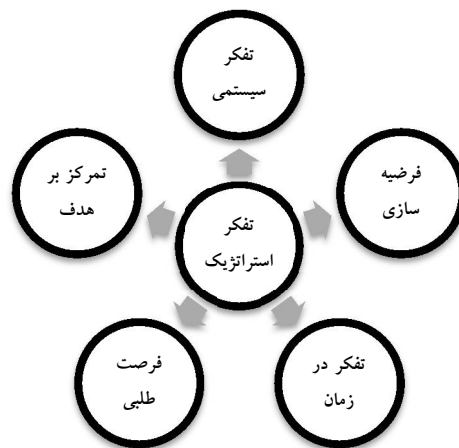 تفکر
سیستمی
فرضیه
سازی
تمرکز بر
هدف
تفکر
استراتژیک
تفکر در
زمان
فرصت
طلبی